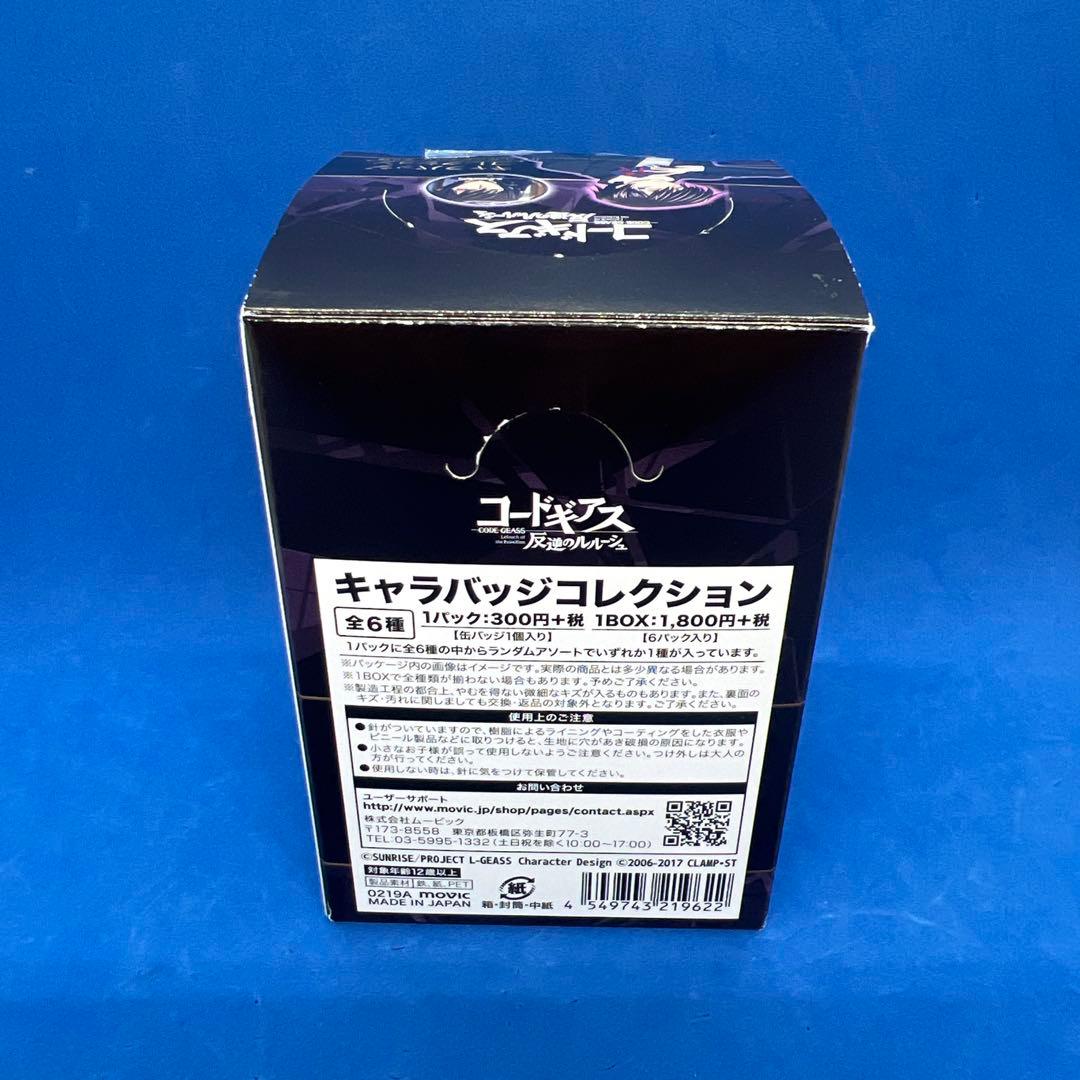 コードギアス
反逆のルルーシュ
コードギアス
CODE GEASS
Lelouch of the Rebellion
反逆のルルーシュ
キャラバッジコレクション
全6種 1パック:300円+税 1BOX:1,800円+税
【缶バッジ1個入り】 【6パック入り】
1パックに全6種の中からランダムアソートでいずれか1種が入っています。
※パッケージ内の画像はイメージです。実際の商品とは多少異なる場合があります。
※1BOXで全種類が揃わない場合もあります。予めご了承ください。
※製造工程の都合上、やむを得ない微細なキズが入るものもあります。また、裏面の
キズ・汚れに関しましても交換・返品の対象外となります。ご了承ください。
使用上のご注意
●針がついていますので、樹脂によるライニングやコーティングをした衣服や
ビニール製品などに取りつけると、生地に穴があき破損の原因になります。
●小さなお子様が誤って使用しないようご注意ください。つけ外しは大人の
方が行ってください。
●使用しない時は、針に気をつけて保管してください。
お問い合わせ
ユーザーサポート
http://www.movic.jp/shop/pages/contact.aspx
株式会社ムービック
〒173-8558 東京都板橋区弥生町77-3
TEL:03-5995-1332(土日祝を除く10:00〜17:00)
©SUNRISE/PROJECT L-GEASS Character Design ©2006-2017 CLAMP・ST
対象年齢12歳以上
製品素材 鉄、紙、PET
0219A movic
MADE IN JAPAN
紙
箱・封筒・中紙
4 549743 219622